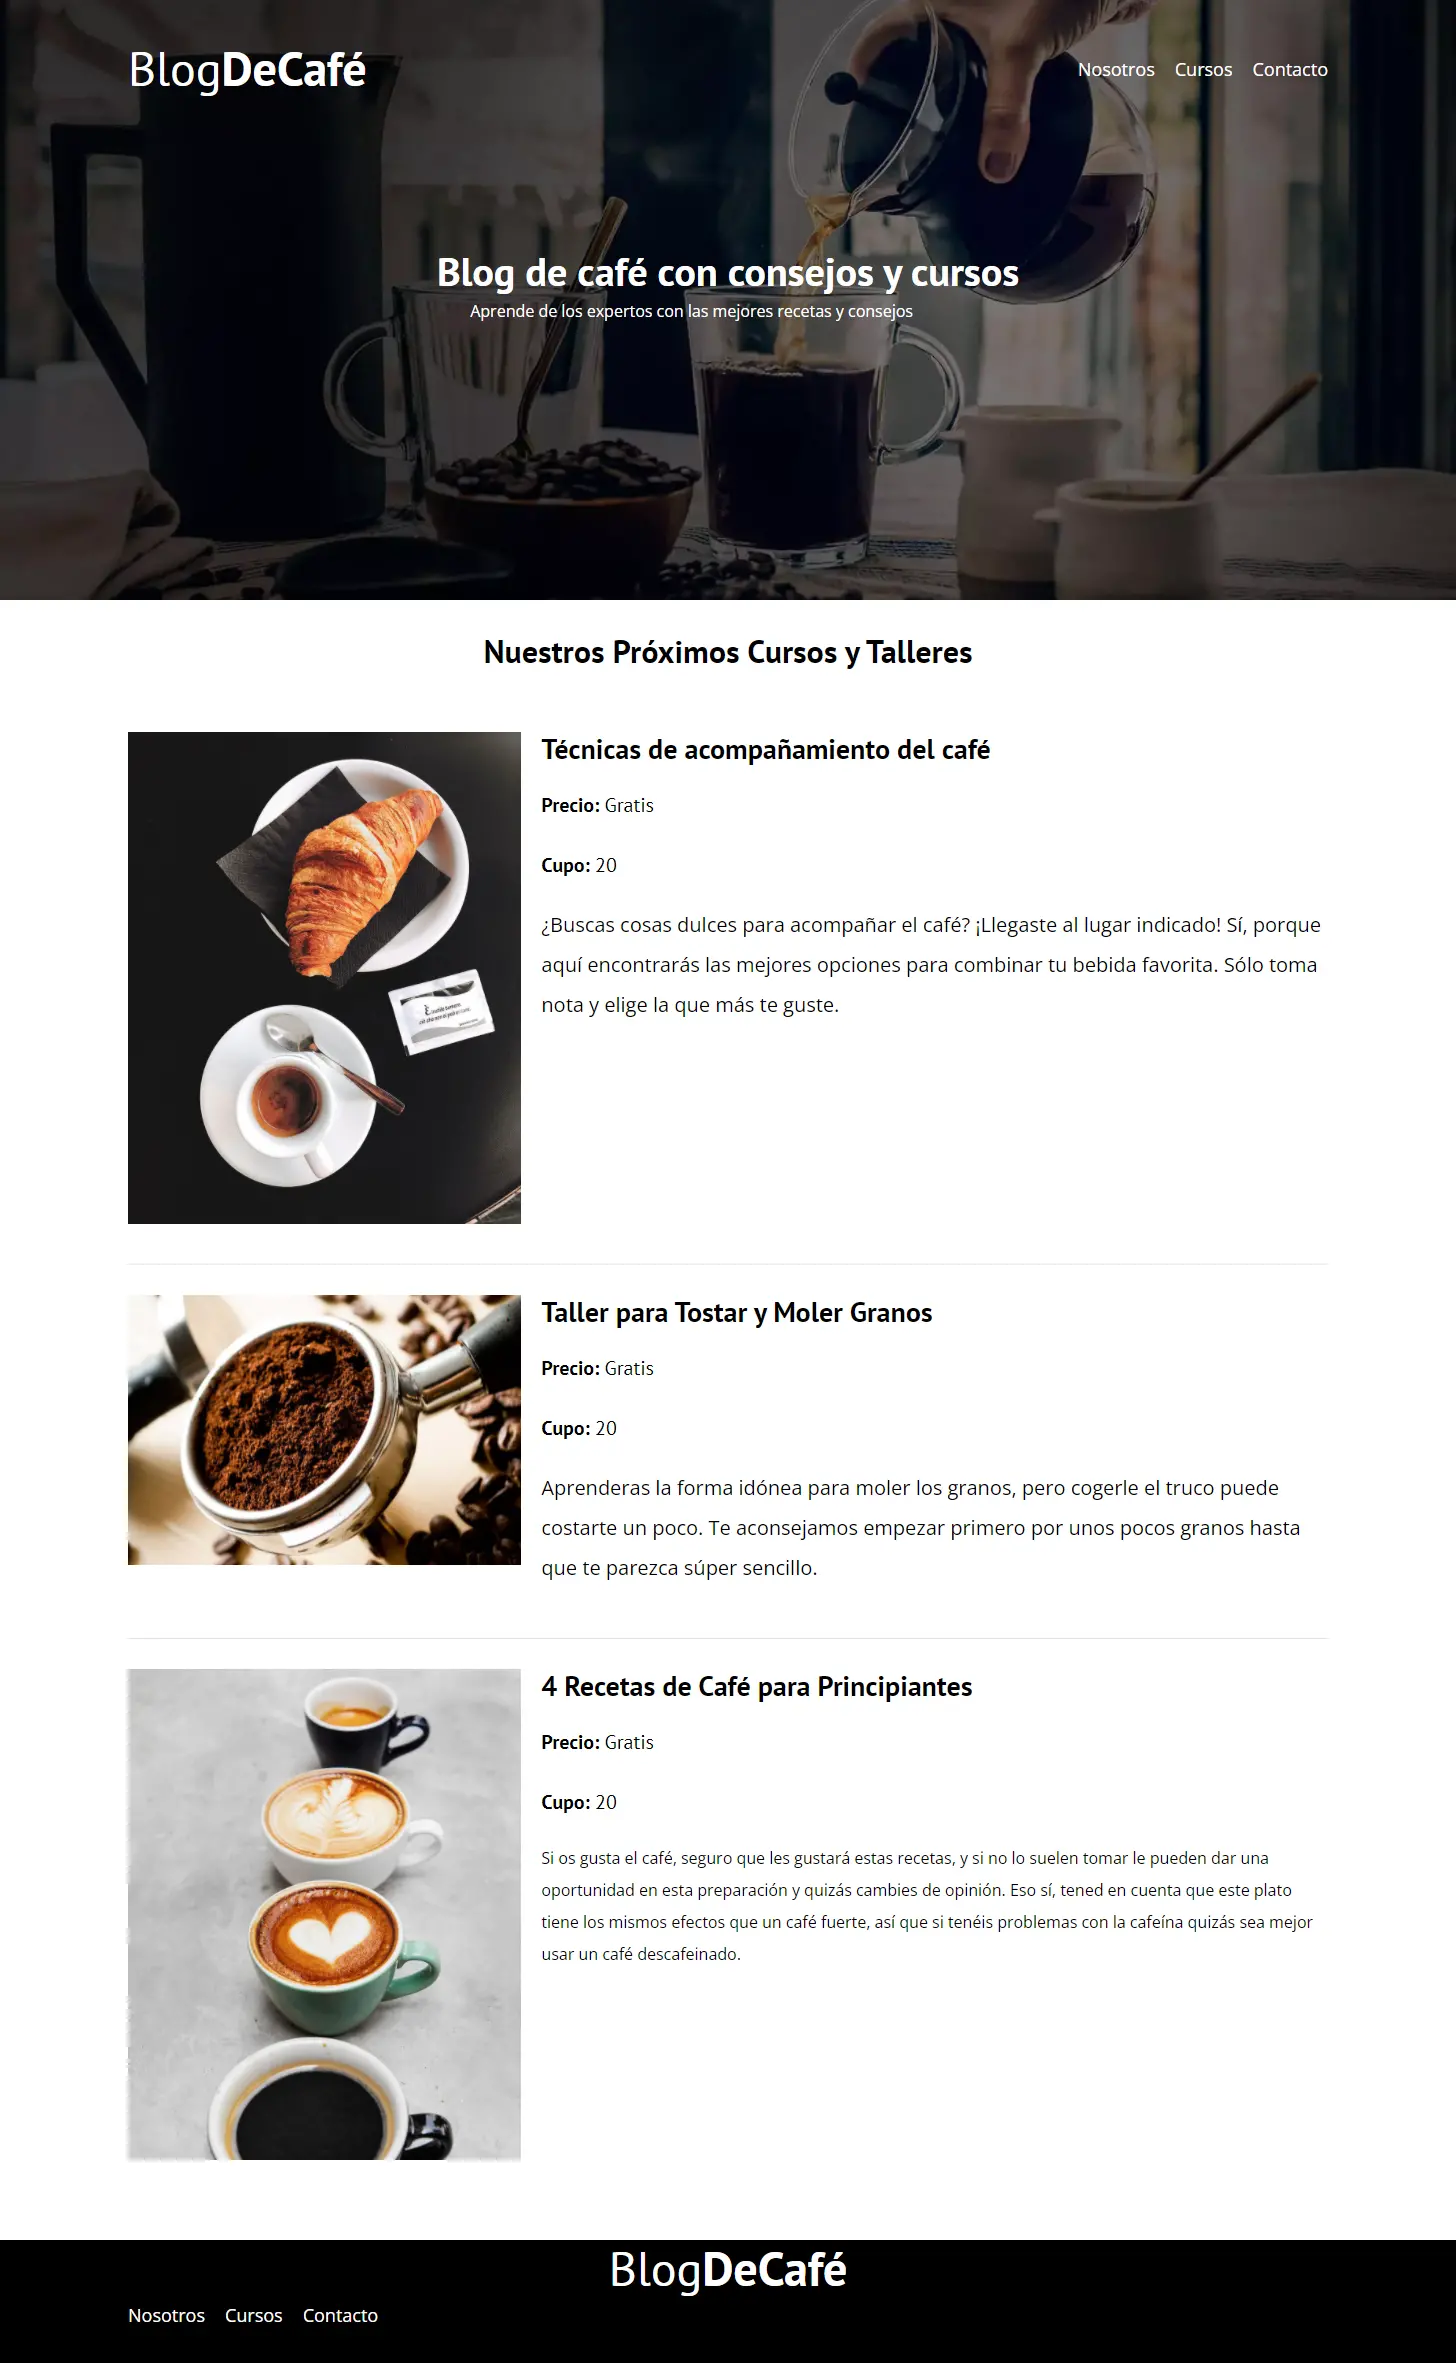 BlogDeCafé
Nosotros Cursos Contacto
Blog de café con consejos y cursos
Aprende de los expertos con las mejores recetas y consejos
Nuestros Próximos Cursos y Talleres
Técnicas de acompañamiento del café
Precio: Gratis
Cupo: 20
¿Buscas cosas dulces para acompañar el café? ¡Llegaste al lugar indicado! Sí, porque
aquí encontrarás las mejores opciones para combinar tu bebida favorita. Sólo toma
nota y elige la que más te guste.
Taller para Tostar y Moler Granos
Precio: Gratis
Cupo: 20
Aprenderas la forma idónea para moler los granos, pero cogerle el truco puede
costarte un poco. Te aconsejamos empezar primero por unos pocos granos hasta
que te parezca súper sencillo.
4 Recetas de Café para Principiantes
Precio: Gratis
Cupo: 20
Si os gusta el café, seguro que les gustará estas recetas, y si no lo suelen tomar le pueden dar una
oportunidad en esta preparación y quizás cambies de opinión. Eso sí, tened en cuenta que este plato
tiene los mismos efectos que un café fuerte, así que si tenéis problemas con la cafeína quizás sea mejor
usar un café descafeinado.
BlogDeCafé
Nosotros Cursos Contacto